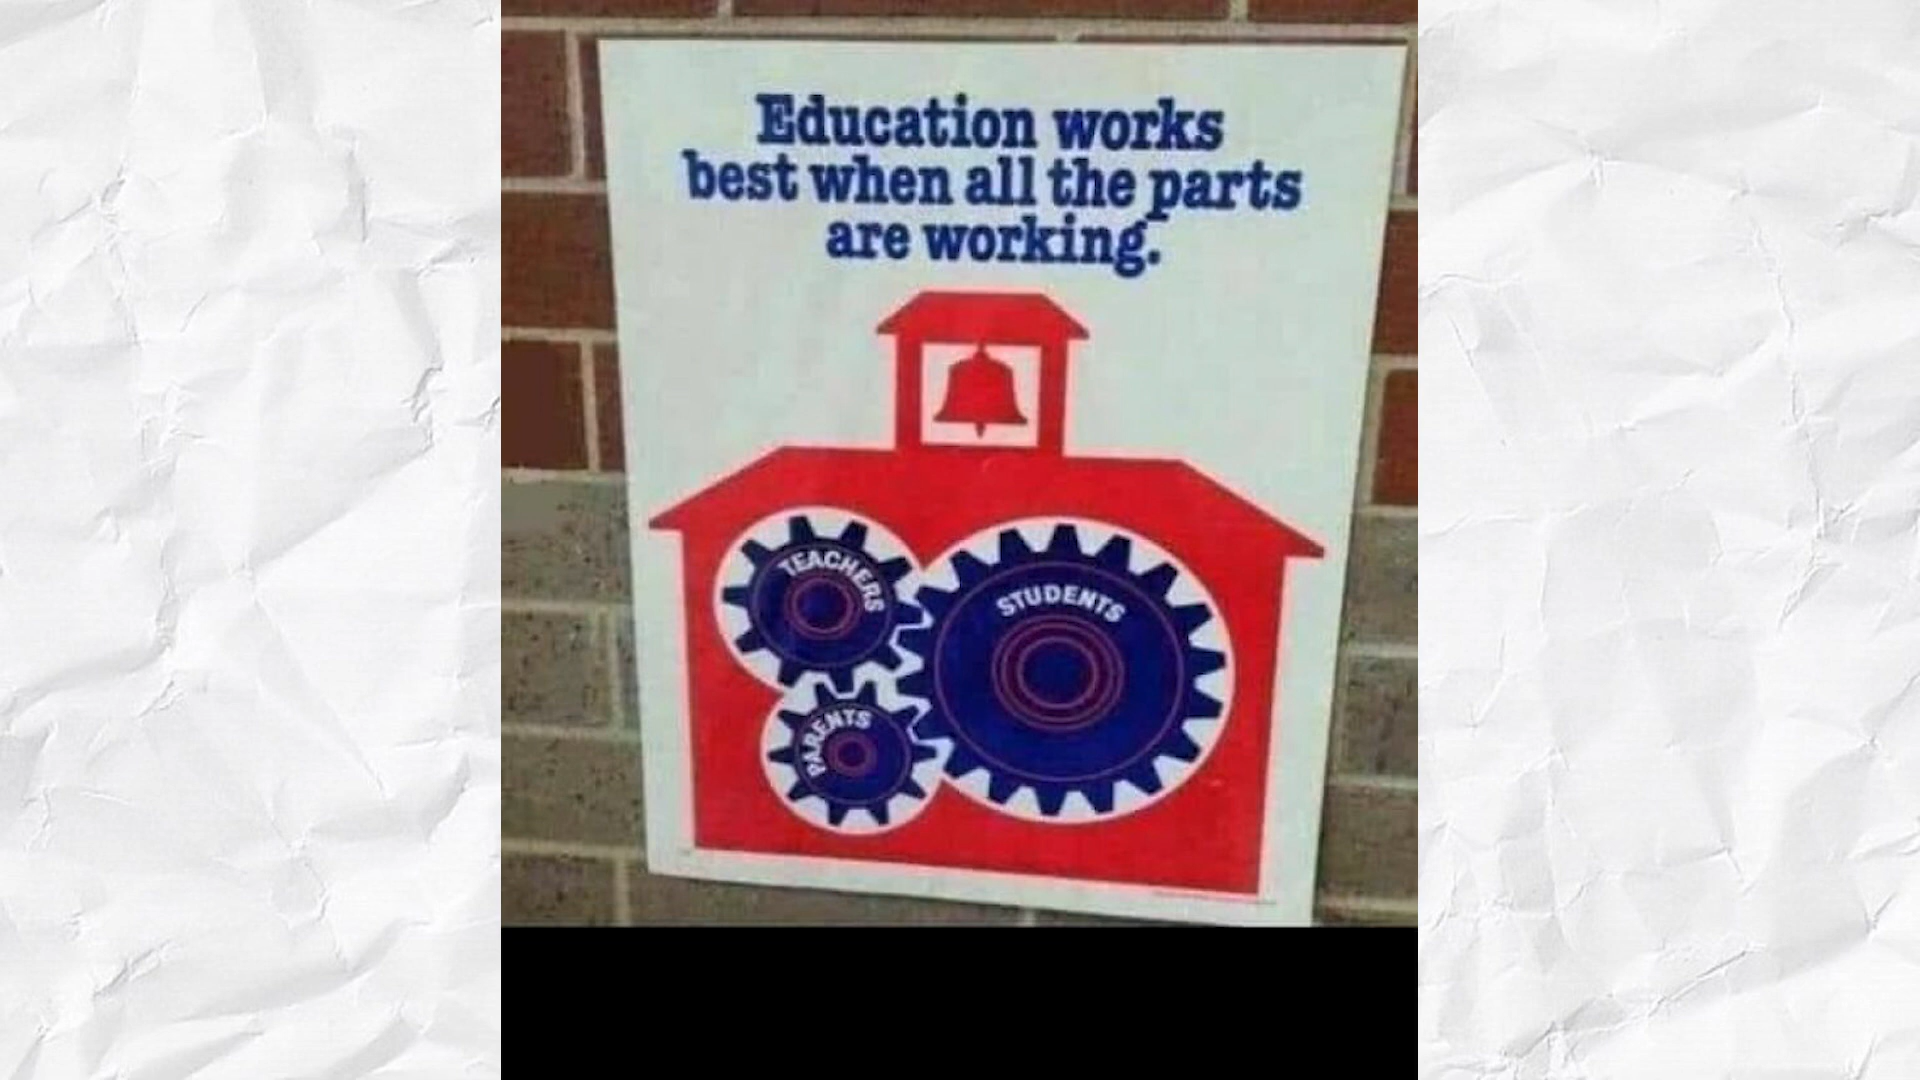 Education works
best when all the parts
are working.
TEACHERS
STUDENTS
PARENTS